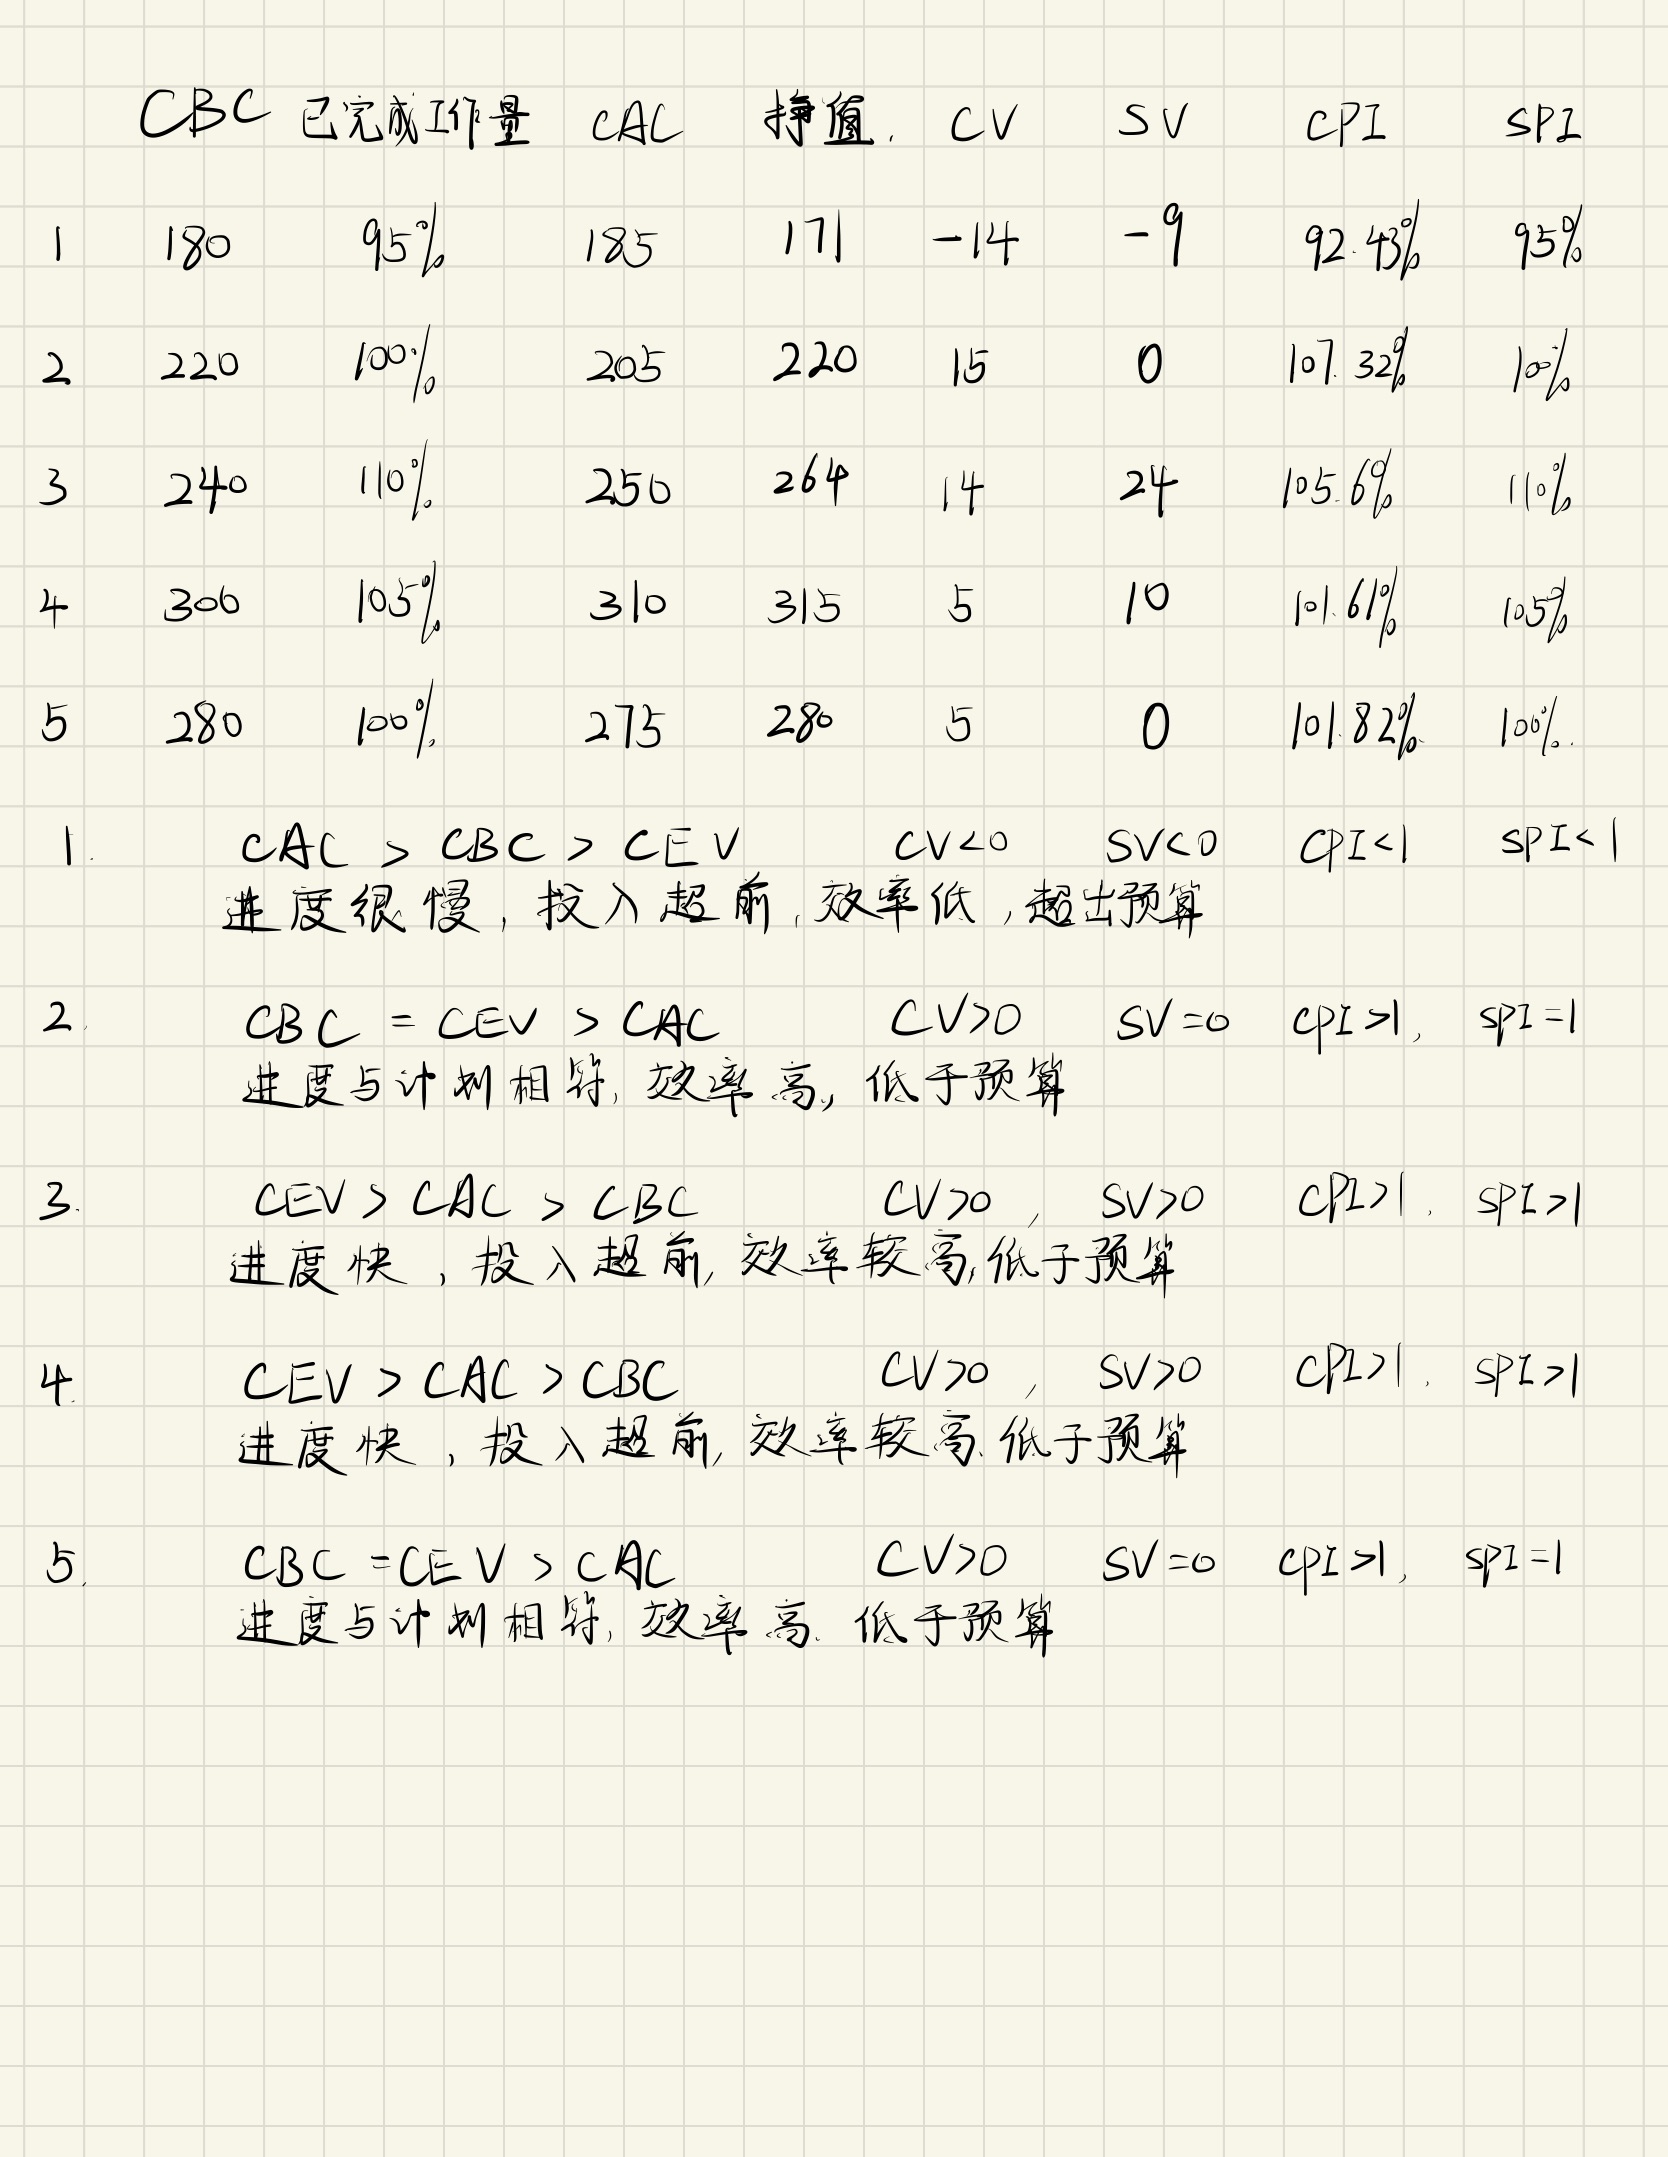 CBC 已完成工作量 CAC 挣值. CV SV CPI SPI
1 180 95% 185 171 -14 -9 92.43% 95%
2 220 100% 205 220 15 0 107.32% 100%
3 240 110% 250 264 14 24 105.6% 110%
4 300 105% 310 315 5 10 101.61% 105%
5 280 100% 275 280 5 0 101.82% 100%.
1. CAC > CBC > CEV CV<0 SV<0 CPI<1 SPI<1
进度很慢, 投入超前, 效率低, 超出预算
2. CBC = CEV > CAC CV>0 SV=0 CPI>1, SPI=1
进度与计划相符, 效率高, 低于预算
3. CEV > CAC > CBC CV>0, SV>0 CPI>1, SPI>1
进度快, 投入超前, 效率较高, 低于预算
4. CEV > CAC > CBC CV>0, SV>0 CPI>1, SPI>1
进度快, 投入超前, 效率较高, 低于预算
5. CBC = CEV > CAC CV>0 SV=0 CPI>1, SPI=1
进度与计划相符, 效率高, 低于预算